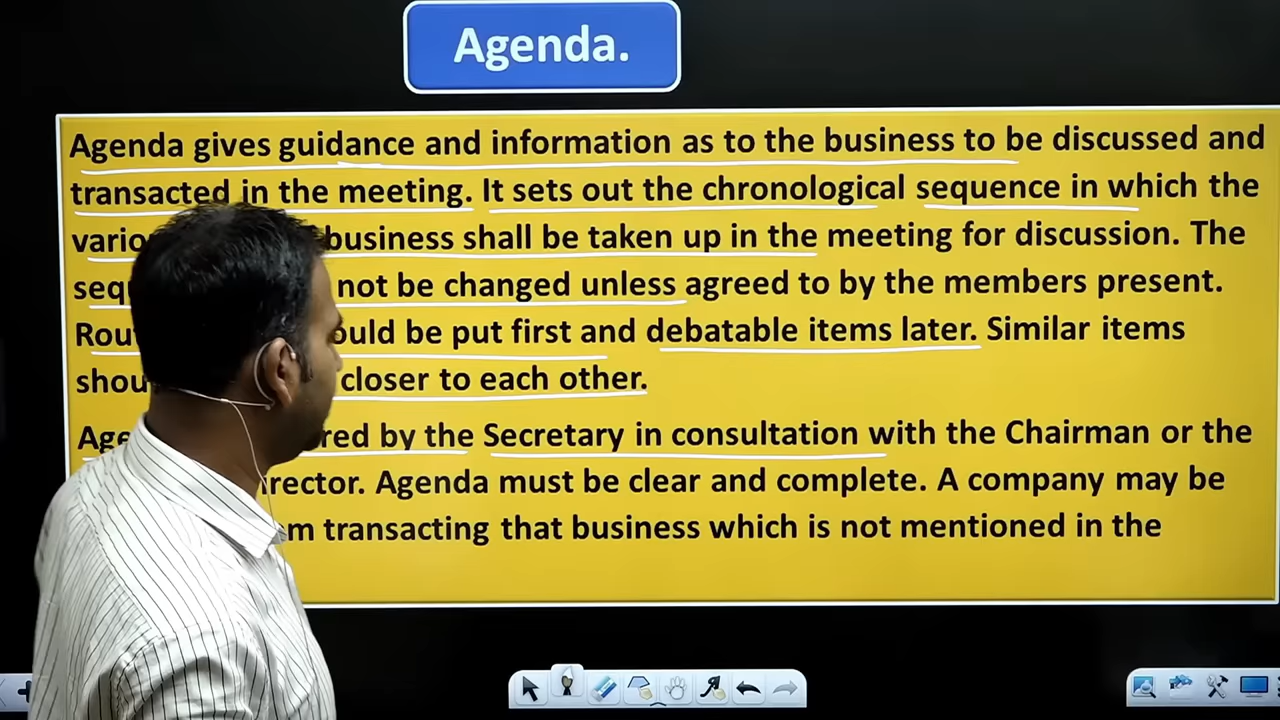 Agenda.
Agenda gives guidance and information as to the business to be discussed and
transacted in the meeting. It sets out the chronological sequence in which the
business shall be taken up in the meeting for discussion. The
not be changed unless agreed to by the members present.
be put first and debatable items later. Similar items
closer to each other.
by the Secretary in consultation with the Chairman or the
Agenda must be clear and complete. A company may be
transacting that business which is not mentioned in the